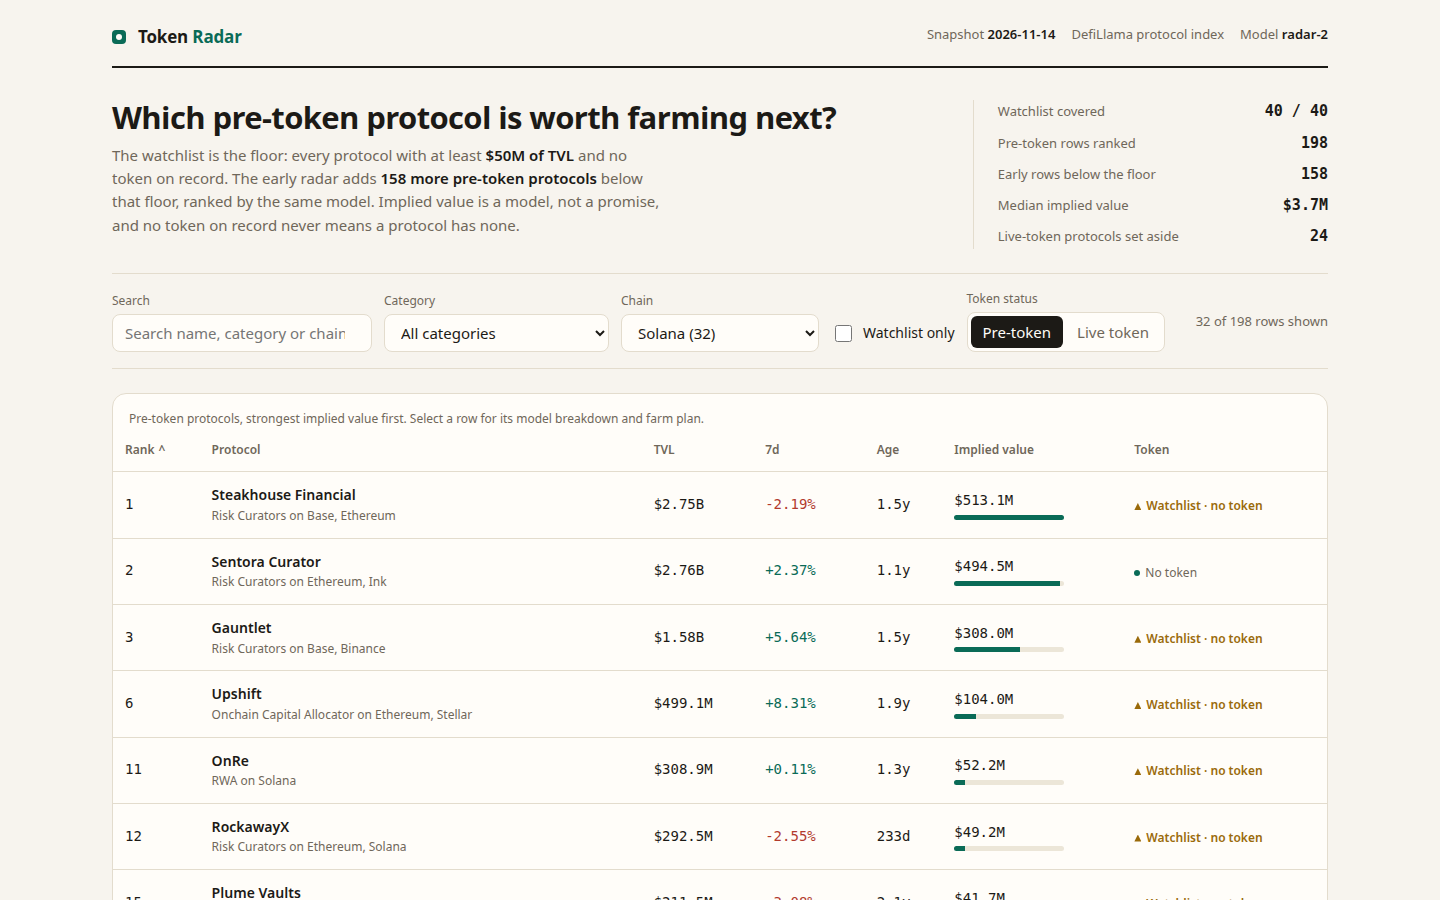 Token Radar
Snapshot 2026-11-14 DefiLlama protocol index Model radar-2
Which pre-token protocol is worth farming next?
The watchlist is the floor: every protocol with at least $50M of TVL and no
token on record. The early radar adds 158 more pre-token protocols below
that floor, ranked by the same model. Implied value is a model, not a promise,
and no token on record never means a protocol has none.
Watchlist covered 40 / 40
Pre-token rows ranked 198
Early rows below the floor 158
Median implied value $3.7M
Live-token protocols set aside 24
Search
Search name, category or chain
Category
All categories
Chain
Solana (32)
Watchlist only
Token status
Pre-token Live token
32 of 198 rows shown
Pre-token protocols, strongest implied value first. Select a row for its model breakdown and farm plan.
Rank ^ Protocol TVL 7d Age Implied value Token
1 Steakhouse Financial $2.75B -2.19% 1.5y $513.1M ▲ Watchlist · no token
Risk Curators on Base, Ethereum
2 Sentora Curator $2.76B +2.37% 1.1y $494.5M ● No token
Risk Curators on Ethereum, Ink
3 Gauntlet $1.58B +5.64% 1.5y $308.0M ▲ Watchlist · no token
Risk Curators on Base, Binance
6 Upshift $499.1M +8.31% 1.9y $104.0M ▲ Watchlist · no token
Onchain Capital Allocator on Ethereum, Stellar
11 OnRe $308.9M +0.11% 1.3y $52.2M ▲ Watchlist · no token
RWA on Solana
12 RockawayX $292.5M -2.55% 233d $49.2M ▲ Watchlist · no token
Risk Curators on Ethereum, Solana
Plume Vaults $41.7M